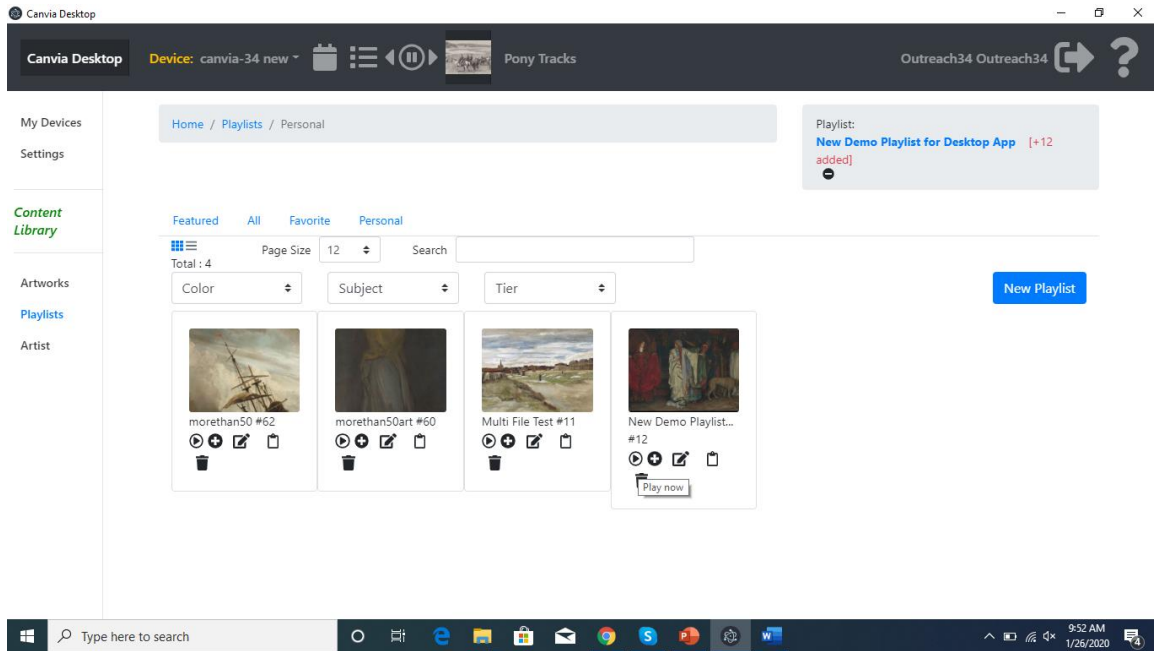 Canvia Desktop
Canvia Desktop
Device: canvia-34 new
Pony Tracks
Outreach34 Outreach34
My Devices
Settings
Content
Library
Artworks
Playlists
Artist
Home / Playlists / Personal
Playlist:
New Demo Playlist for Desktop App [+12
added]
Featured All Favorite Personal
Page Size 12 Search
Total : 4
Color Subject Tier New Playlist
morethan50 #62
morethan50art #60
Multi File Test #11
New Demo Playlist...
#12
Play now
Type here to search
9:52 AM
1/26/2020
4